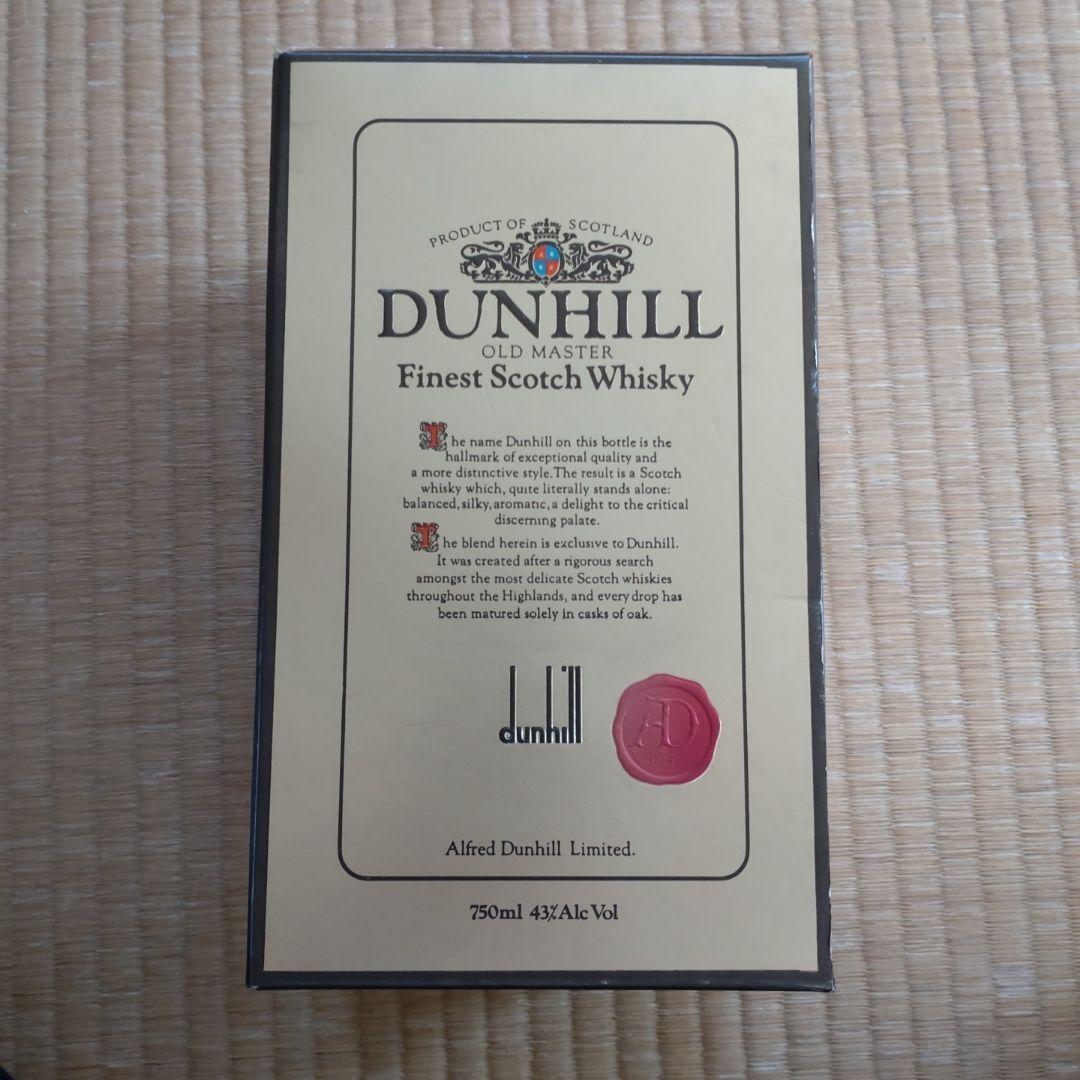 PRODUCT OF SCOTLAND
DUNHILL
OLD MASTER
Finest Scotch Whisky
The name Dunhill on this bottle is the
hallmark of exceptional quality and
a more distinctive style. The result is a Scotch
whisky which, quite literally stands alone:
balanced, silky, aromatic, a delight to the critical
discerning palate.
The blend herein is exclusive to Dunhill.
It was created after a rigorous search
amongst the most delicate Scotch whiskies
throughout the Highlands, and every drop has
been matured solely in casks of oak.
dunhill
AD
Alfred Dunhill Limited.
750ml 43% Alc Vol